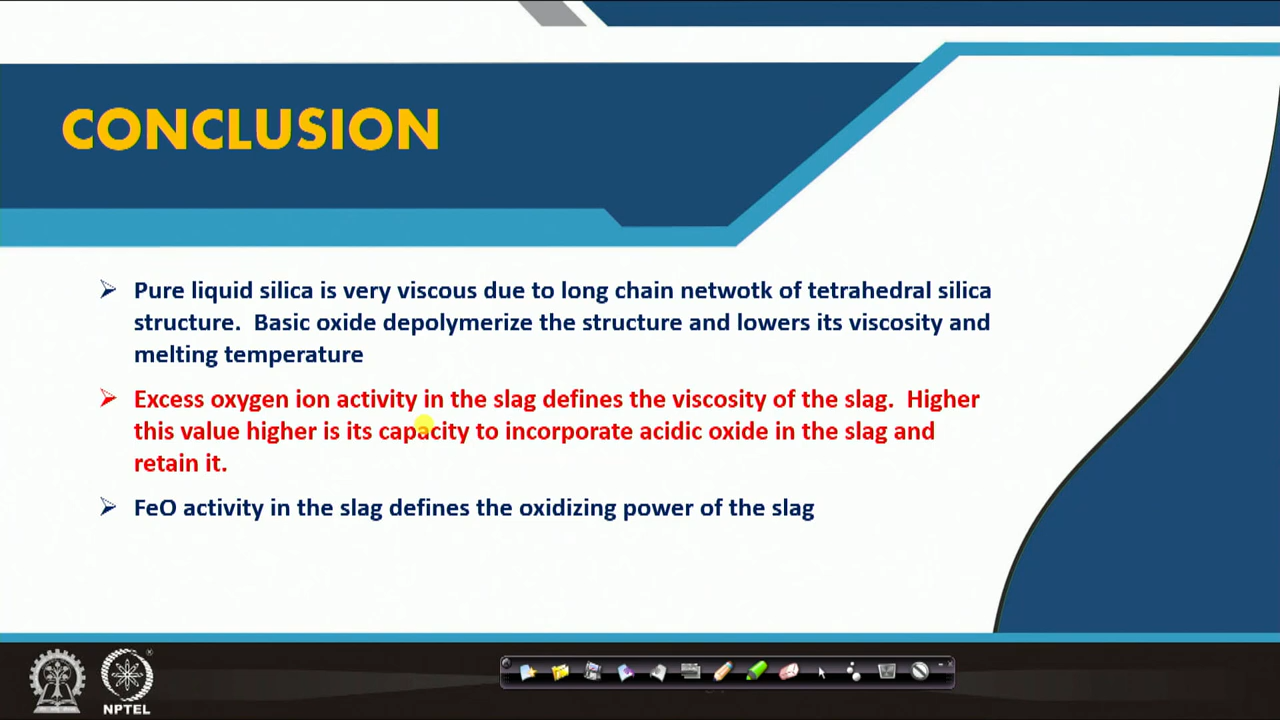 CONCLUSION
Pure liquid silica is very viscous due to long chain netwotk of tetrahedral silica
structure. Basic oxide depolymerize the structure and lowers its viscosity and
melting temperature
Excess oxygen ion activity in the slag defines the viscosity of the slag. Higher
this value higher is its capacity to incorporate acidic oxide in the slag and
retain it.
FeO activity in the slag defines the oxidizing power of the slag
NPTEL